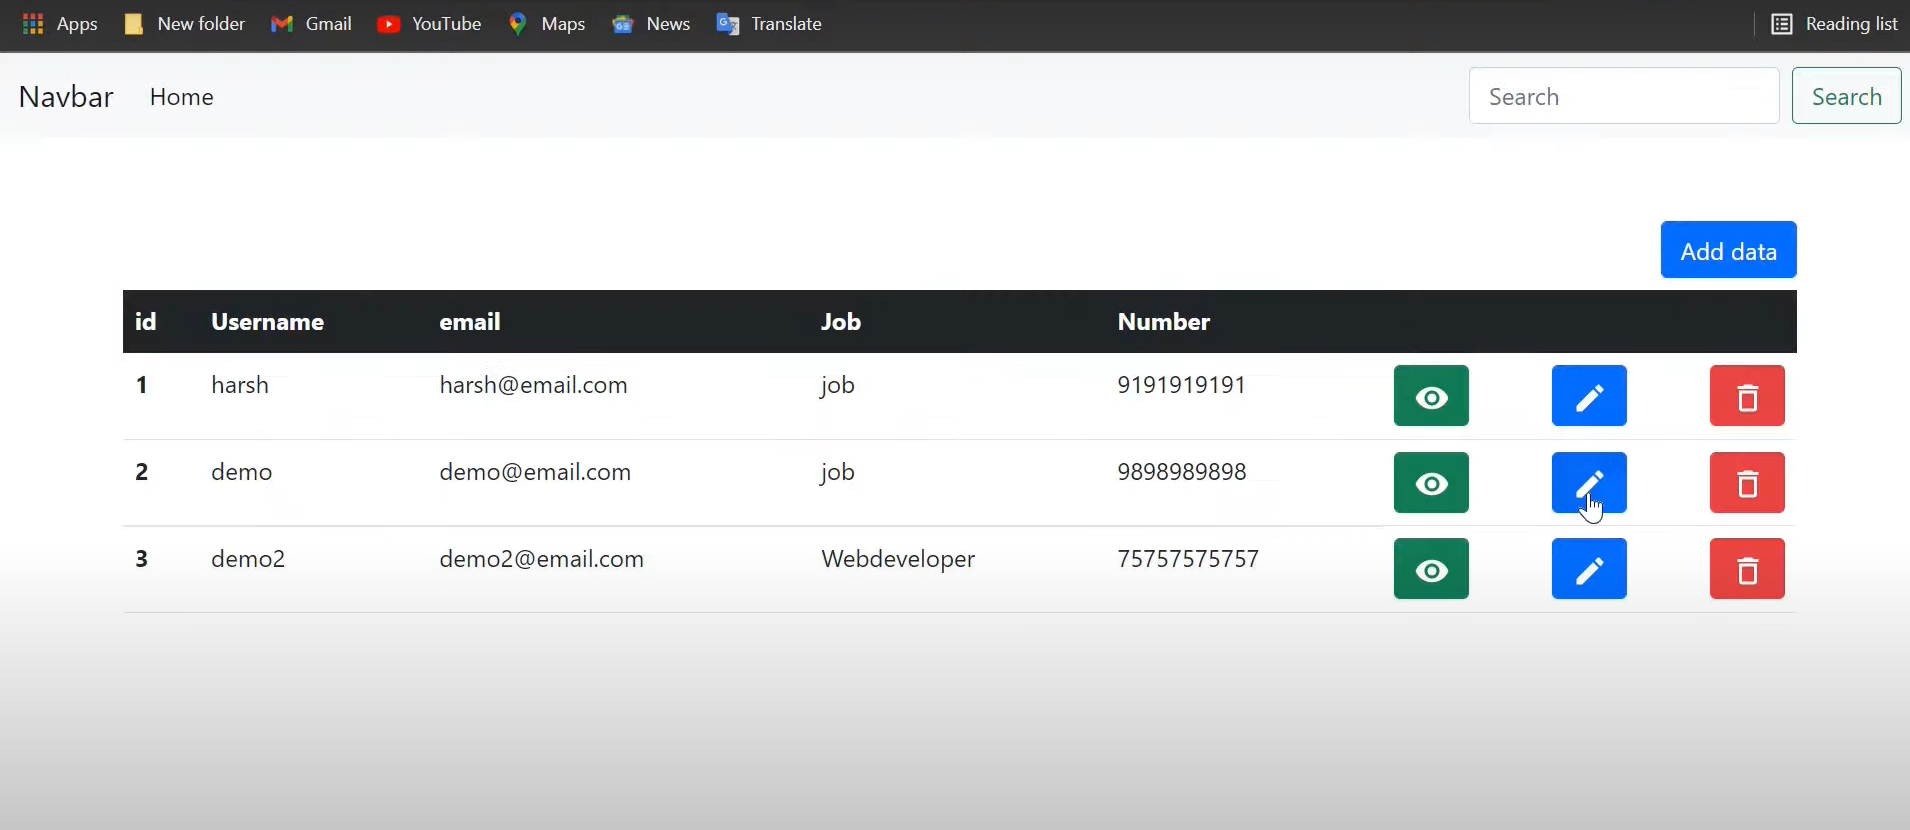 Apps New folder Gmail YouTube Maps News Translate Reading list
Navbar Home Search Search
Add data
id Username email Job Number
1 harsh harsh@email.com job 9191919191
2 demo demo@email.com job 9898989898
3 demo2 demo2@email.com Webdeveloper 75757575757